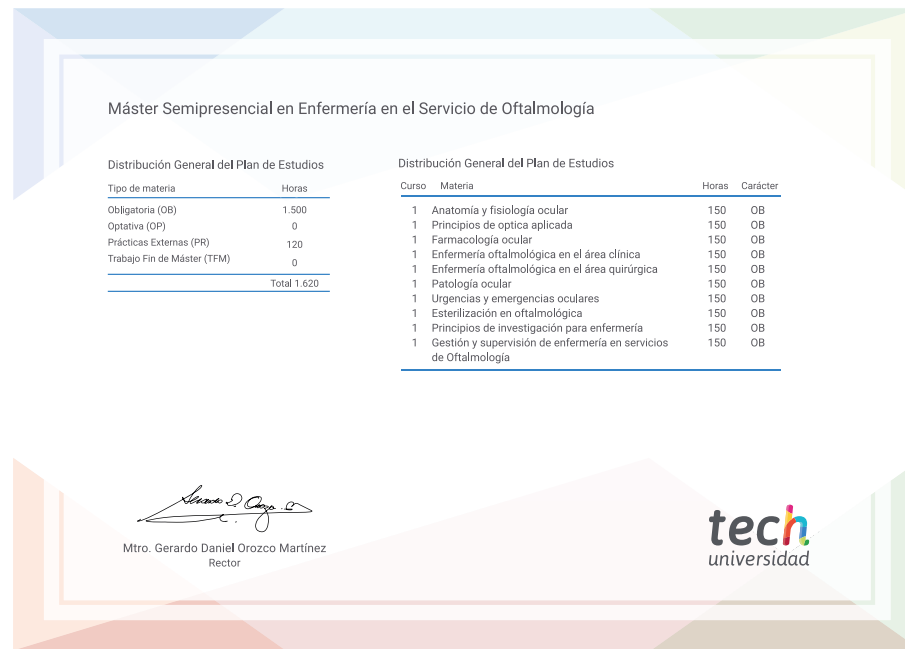 Máster Semipresencial en Enfermería en el Servicio de Oftalmología
Distribución General del Plan de Estudios
Tipo de materia Horas
Obligatoria (OB) 1.500
Optativa (OP) 0
Prácticas Externas (PR) 120
Trabajo Fin de Máster (TFM) 0
Total 1.620
Distribución General del Plan de Estudios
Curso Materia Horas Carácter
1 Anatomía y fisiología ocular 150 OB
1 Principios de optica aplicada 150 OB
1 Farmacología ocular 150 OB
1 Enfermería oftalmológica en el área clínica 150 OB
1 Enfermería oftalmológica en el área quirúrgica 150 OB
1 Patología ocular 150 OB
1 Urgencias y emergencias oculares 150 OB
1 Esterilización en oftalmológica 150 OB
1 Principios de investigación para enfermería 150 OB
1 Gestión y supervisión de enfermería en servicios 150 OB
de Oftalmología
Mtro. Gerardo Daniel Orozco Martínez
Rector
tech
universidad